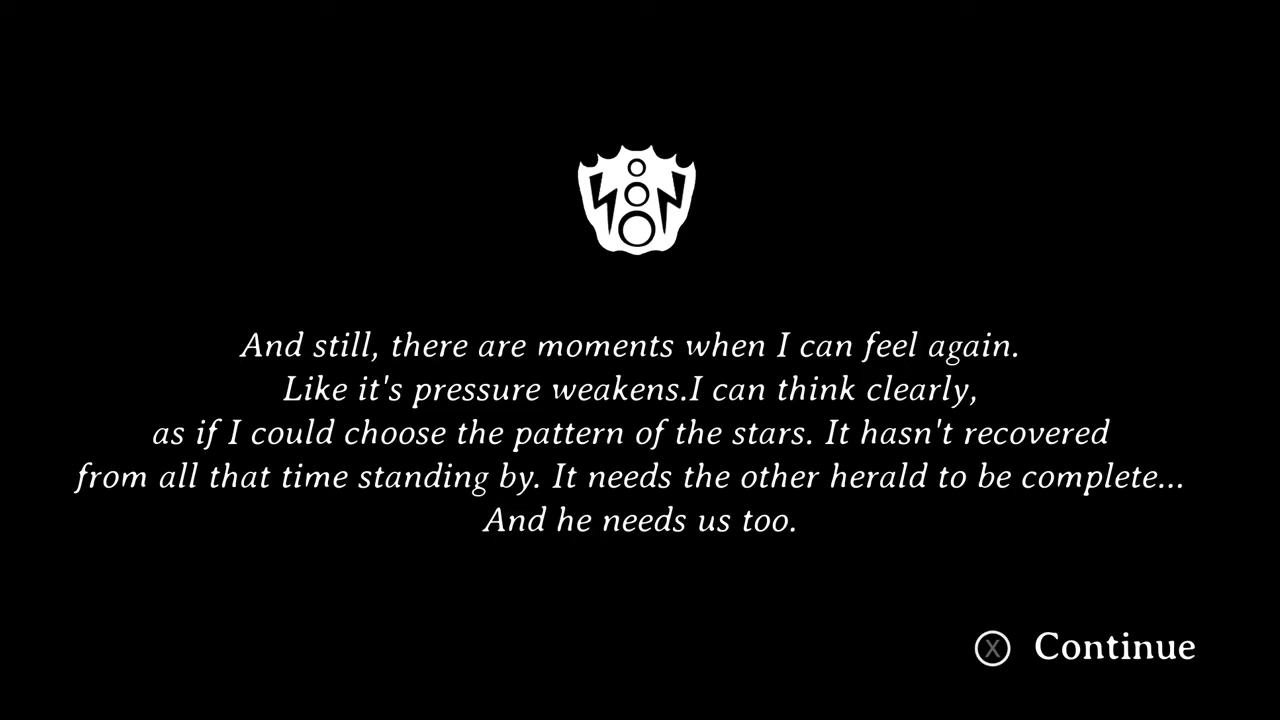 And still, there are moments when I can feel again.
Like it's pressure weakens.I can think clearly,
as if I could choose the pattern of the stars. It hasn't recovered
from all that time standing by. It needs the other herald to be complete...
And he needs us too.
X Continue